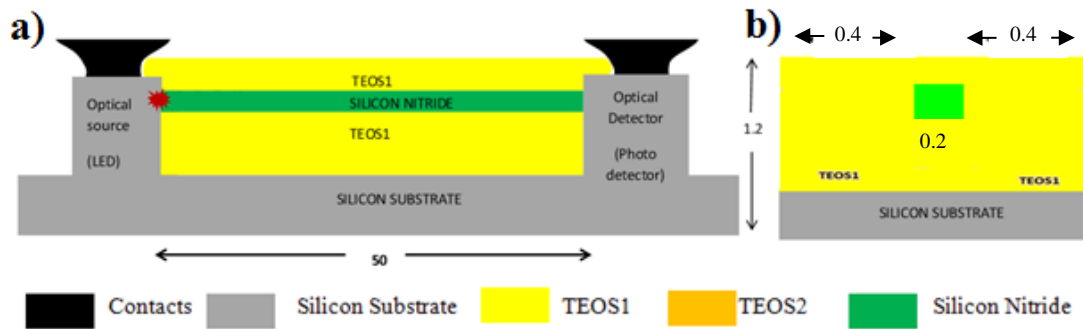 a)
TEOS1
SILICON NITRIDE
TEOS1
Optical
source
(LED)
Optical
Detector
(Photo
detector)
SILICON SUBSTRATE
50
b)
0.4 0.4
1.2
0.2
TEOS1 TEOS1
SILICON SUBSTRATE
Contacts Silicon Substrate TEOS1 TEOS2 Silicon Nitride